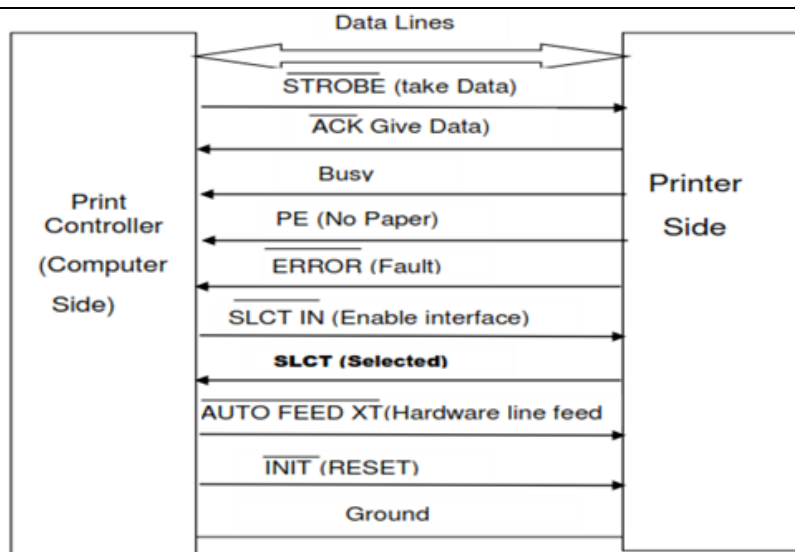 Data Lines
STROBE (take Data)
ACK Give Data)
Busy
PE (No Paper)
ERROR (Fault)
SLCT IN (Enable interface)
SLCT (Selected)
AUTO FEED XT(Hardware line feed
INIT (RESET)
Ground
Print
Controller
(Computer
Side)
Printer
Side